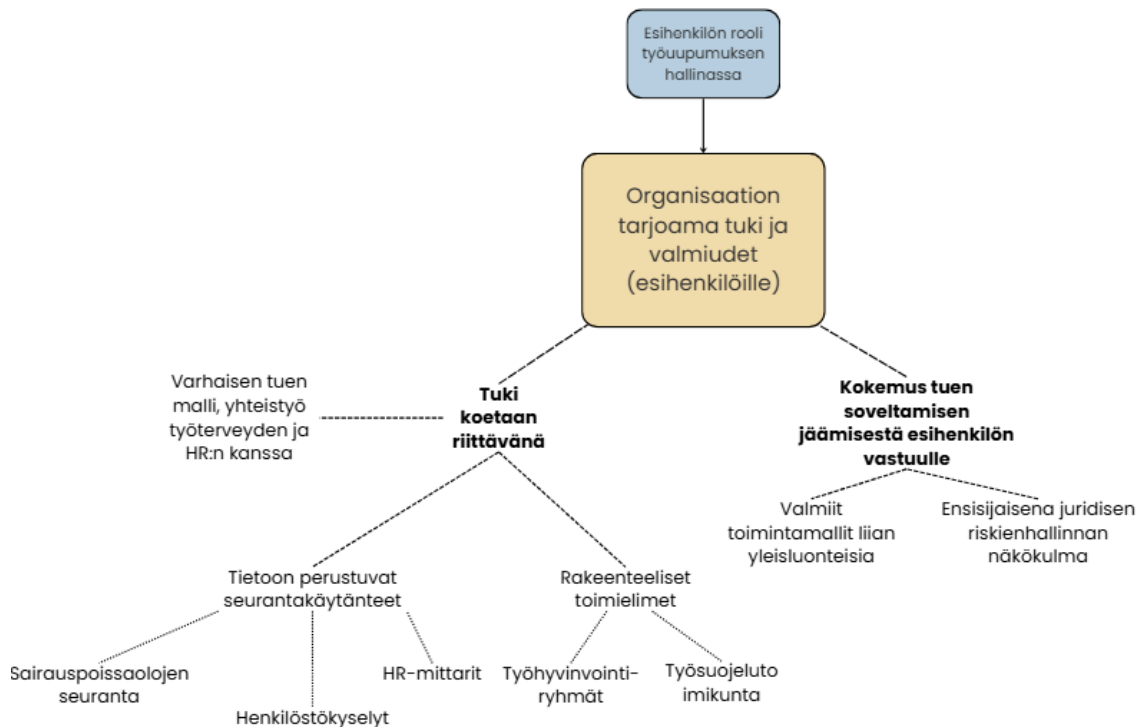 Esihenkilön rooli
työuupumuksen
hallinassa
Organisaation
tarjoama tuki ja
valmiudet
(esihenkilöille)
Varhaisen tuen
malli, yhteistyö
työterveyden ja
HR:n kanssa
Tuki
koetaan
riittävänä
Kokemus tuen
soveltamisen
jäämisestä esihenkilön
vastuulle
Valmiit
toimintamallit liian
yleisluonteisia
Ensisijaisena juridisen
riskienhallinnan
näkökulma
Tietoon perustuvat
seurantakäytänteet
Rakeenteeliset
toimielimet
Sairauspoissaolojen
seuranta
Henkilöstökyselyt
HR-mittarit
Työhyvinvointi-
ryhmät
Työsuojeluto
imikunta